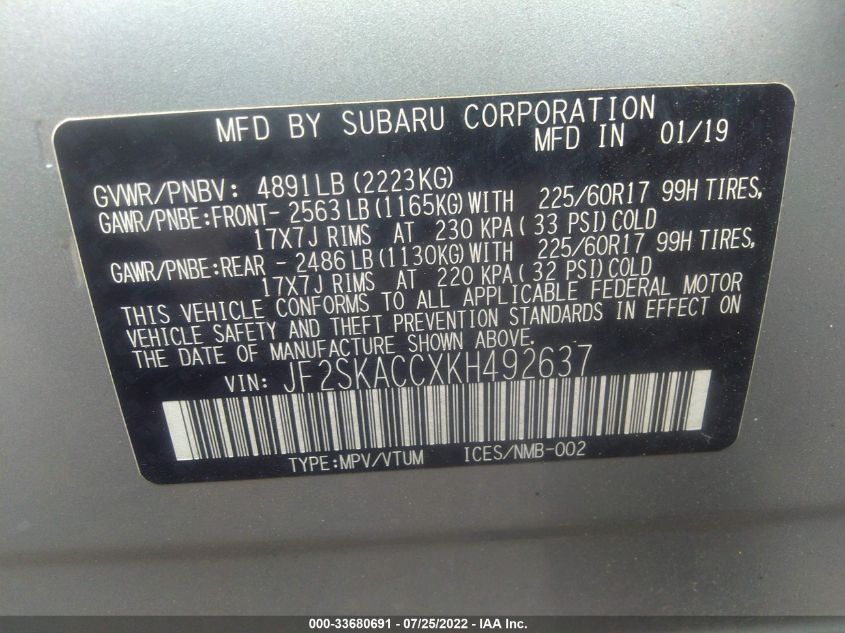 MFD BY SUBARU CORPORATION
MFD IN 01/19
GVWR/PNBV: 4891LB (2223KG)
GAWR/PNBE:FRONT- 2563 LB (1165KG) WITH 225/60R17 99H TIRES,
17X7J RIMS AT 230 KPA ( 33 PSI) COLD
GAWR/PNBE:REAR - 2486 LB (1130KG) WITH 225/60R17 99H TIRES,
17X7J RIMS AT 220 KPA ( 32 PSI) COLD
THIS VEHICLE CONFORMS TO ALL APPLICABLE FEDERAL MOTOR
VEHICLE SAFETY AND THEFT PREVENTION STANDARDS IN EFFECT ON
THE DATE OF MANUFACTURE SHOWN ABOVE.
VIN: JF2SKACCXKH492637
TYPE:MPV/VTUM ICES/NMB-002
000-33680691 - 07/25/2022 - IAA Inc.